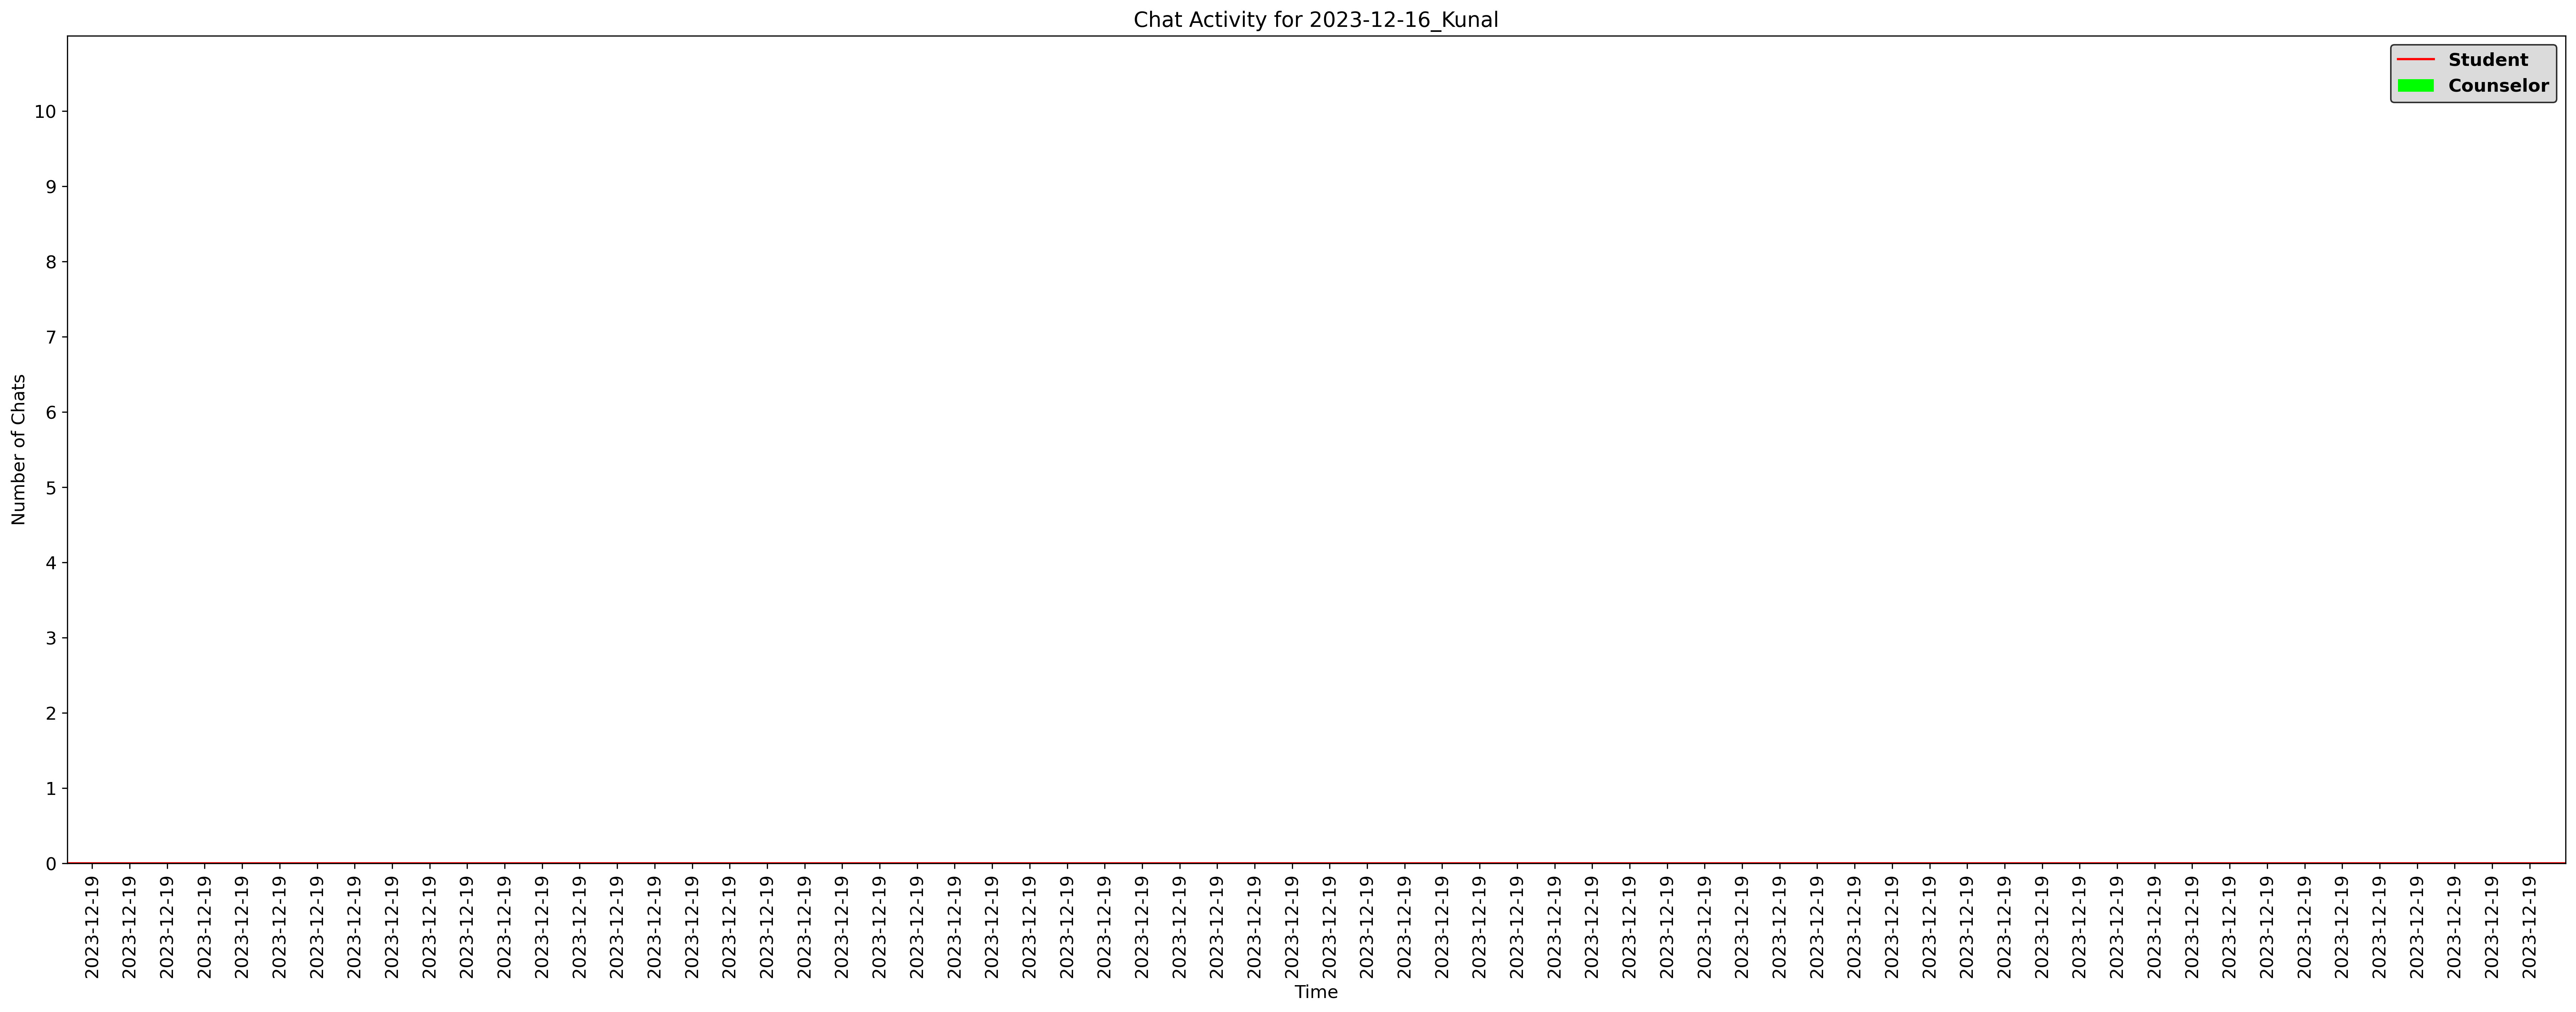 Chat Activity for 2023-12-16_Kunal
Student
Counselor
Number of Chats
10
9
8
7
6
5
4
3
2
1
0
2023-12-19 2023-12-19 2023-12-19 2023-12-19 2023-12-19 2023-12-19 2023-12-19 2023-12-19 2023-12-19 2023-12-19 2023-12-19 2023-12-19 2023-12-19 2023-12-19 2023-12-19 2023-12-19 2023-12-19 2023-12-19 2023-12-19 2023-12-19 2023-12-19 2023-12-19 2023-12-19 2023-12-19 2023-12-19 2023-12-19 2023-12-19 2023-12-19 2023-12-19 2023-12-19 2023-12-19 2023-12-19 2023-12-19 2023-12-19 2023-12-19 2023-12-19 2023-12-19 2023-12-19 2023-12-19 2023-12-19 2023-12-19 2023-12-19 2023-12-19 2023-12-19 2023-12-19 2023-12-19 2023-12-19 2023-12-19 2023-12-19 2023-12-19 2023-12-19 2023-12-19 2023-12-19 2023-12-19 2023-12-19 2023-12-19 2023-12-19 2023-12-19 2023-12-19 2023-12-19 2023-12-19 2023-12-19 2023-12-19 2023-12-19 2023-12-19 2023-12-19
Time